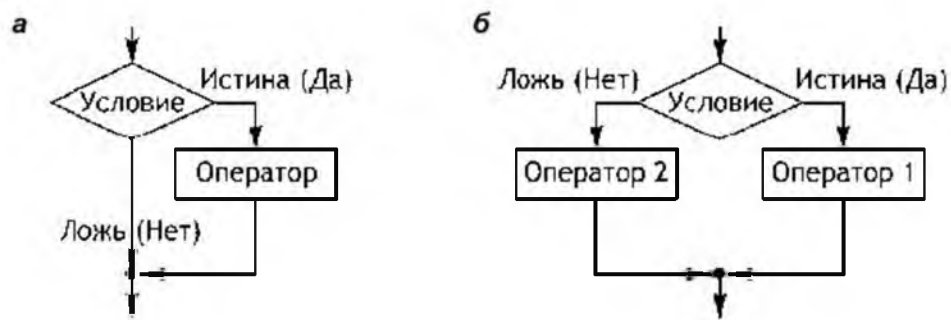 а
Истина (Да)
Условие
Оператор
Ложь (Нет)
б
Ложь (Нет)
Истина (Да)
Условие
Оператор 2
Оператор 1